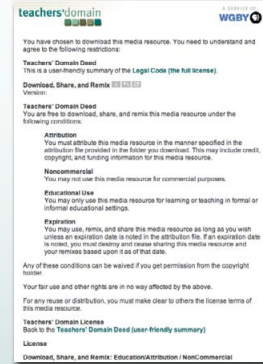 teachers'domain
A SERVICE OF
WGBY
You have chosen to download this media resource. You need to understand and
agree to the following restrictions:
Teachers' Domain Deed
This is a user-friendly summary of the Legal Code (the full license).
Download, Share, and Remix
Version:
Teachers' Domain Deed
You are free to download, share, and remix this media resource under the
following conditions:
Attribution
You must attribute this media resource in the manner specified in the
attribution file provided in the folder you download. This may include credit,
copyright, and funding information for this media resource.
Noncommercial
You may not use this media resource for commercial purposes.
Educational Use
You may only use this media resource for learning or teaching in formal or
informal educational settings.
Expiration
You may use, remix, and share this media resource as long as you wish
unless an expiration date is noted in the attribution file. If an expiration date
is noted, you must destroy and cease sharing this media resource and
your remixes based upon it as of that date.
Any of these conditions can be waived if you get permission from the copyright
holder.
Your fair use and other rights are in no way affected by the above.
For any reuse or distribution, you must make clear to others the license terms of
this media resource.
Teachers' Domain License
Back to the Teachers' Domain Deed (user-friendly summary)
License
Download, Share, and Remix: Education/Attribution / NonCommercial